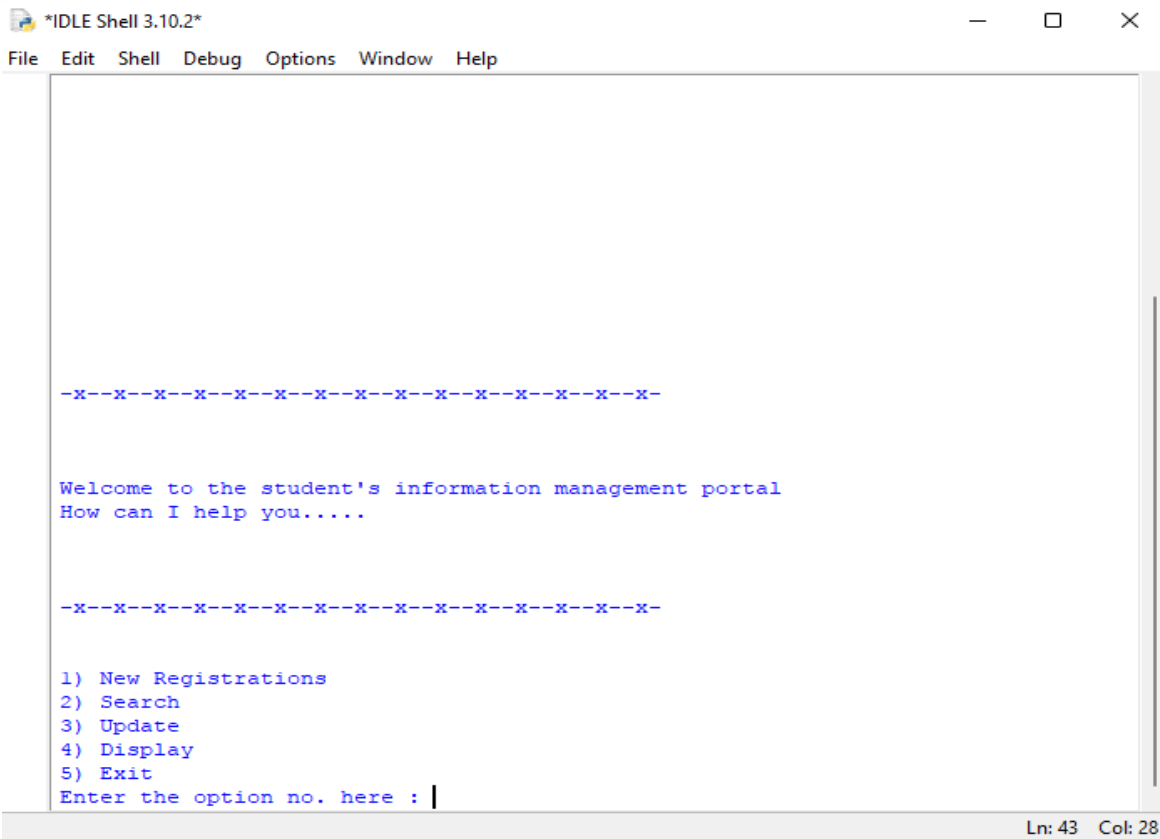 *IDLE Shell 3.10.2*
File Edit Shell Debug Options Window Help
-x--x--x--x--x--x--x--x--x--x--x--x--x--x--x-
Welcome to the student's information management portal
How can I help you.....
-x--x--x--x--x--x--x--x--x--x--x--x--x--x--x-
1) New Registrations
2) Search
3) Update
4) Display
5) Exit
Enter the option no. here :
Ln: 43 Col: 28